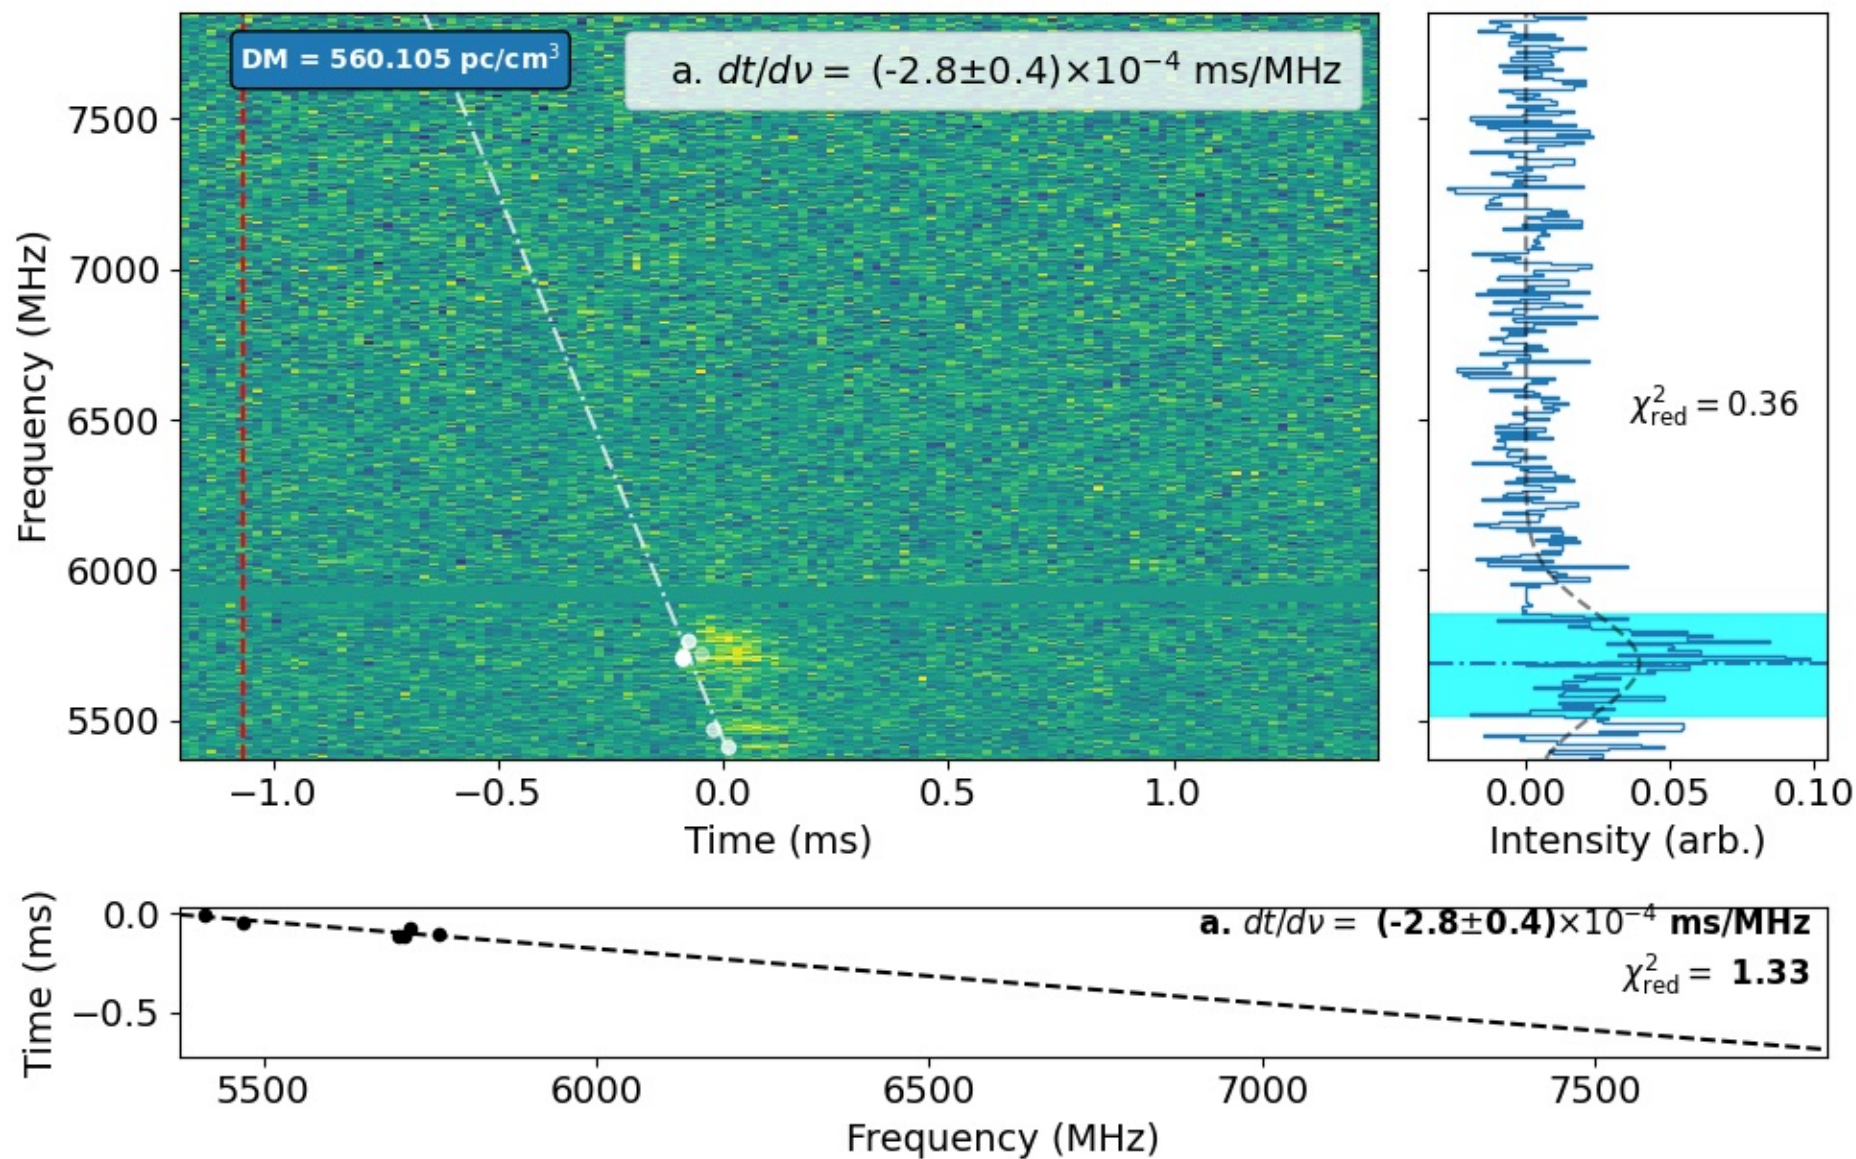 DM = 560.105 pc/cm³
a. dt/dν = (-2.8±0.4)×10⁻⁴ ms/MHz
7500
7000
6500
6000
5500
Frequency (MHz)
−1.0 −0.5 0.0 0.5 1.0
Time (ms)
χ²red = 0.36
0.00 0.05 0.10
Intensity (arb.)
a. dt/dν = (-2.8±0.4)×10⁻⁴ ms/MHz
χ²red = 1.33
0.0
−0.5
Time (ms)
5500 6000 6500 7000 7500
Frequency (MHz)